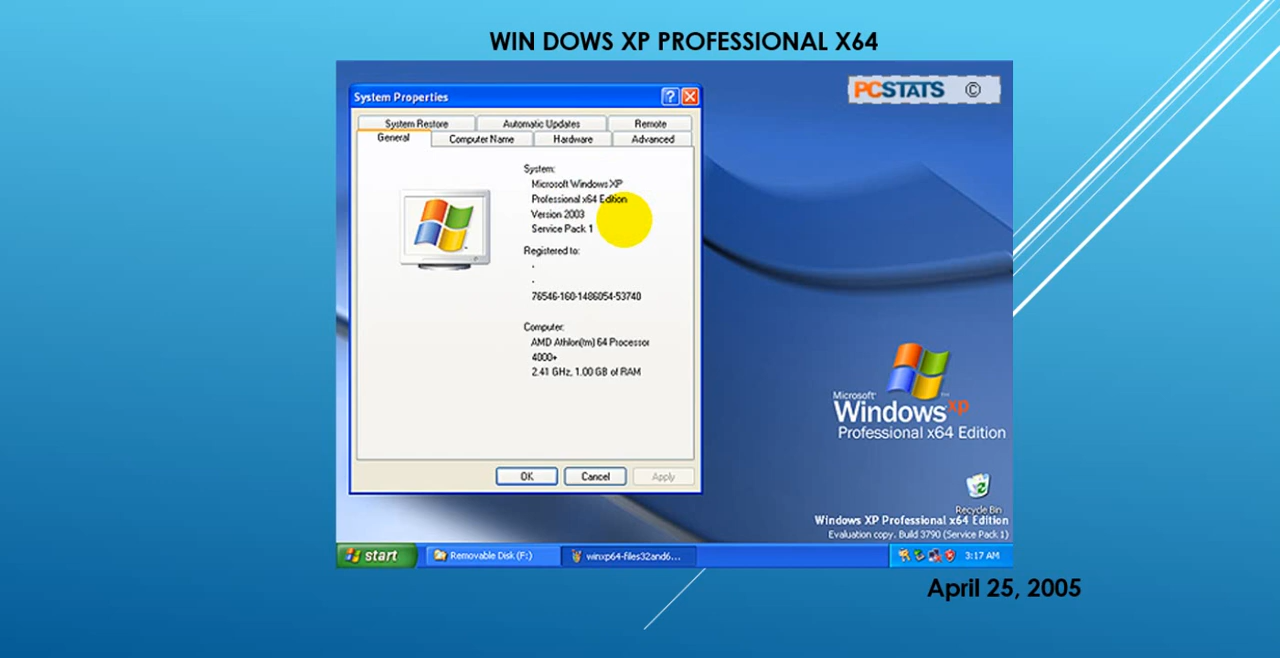 WIN DOWS XP PROFESSIONAL X64
PCSTATS ©
System Properties
System Restore Automatic Updates Remote
General Computer Name Hardware Advanced
System:
Microsoft Windows XP
Professional x64 Edition
Version 2003
Service Pack 1
Registered to:
.
.
76546-160-1486054-53740
Computer:
AMD Athlon(tm) 64 Processor
4000+
2.41 GHz, 1.00 GB of RAM
OK Cancel Apply
Microsoft
Windows xp
Professional x64 Edition
Recycle Bin
Windows XP Professional x64 Edition
Evaluation copy. Build 3790 (Service Pack 1)
start Removable Disk (F:) winxp64-files32and6... 3:17 AM
April 25, 2005